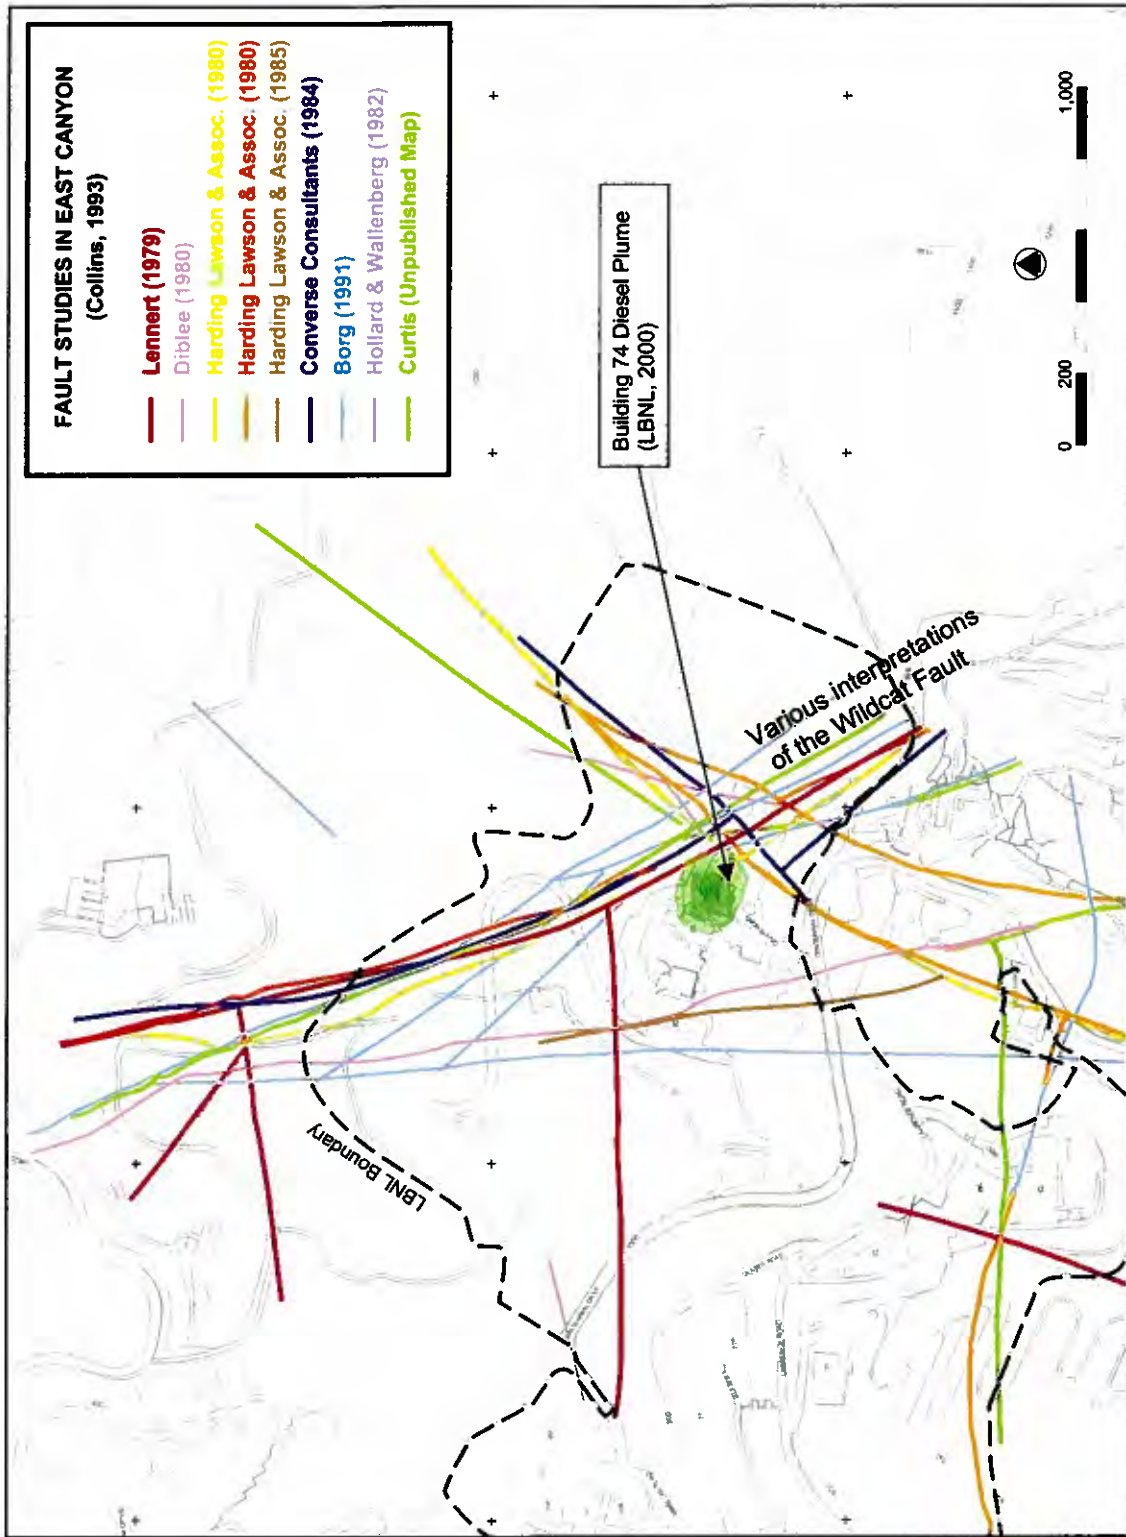 FAULT STUDIES IN EAST CANYON
(Collins, 1993)
Lennert (1979)
Diblee (1980)
Harding Lawson & Assoc. (1980)
Harding Lawson & Assoc. (1980)
Harding Lawson & Assoc. (1985)
Converse Consultants (1984)
Borg (1991)
Hollard & Wallenberg (1982)
Curtis (Unpublished Map)
Building 74 Diesel Plume
(LBNL, 2000)
Various interpretations
of the Wildcat Fault
LBNL Boundary
0
200
1,000